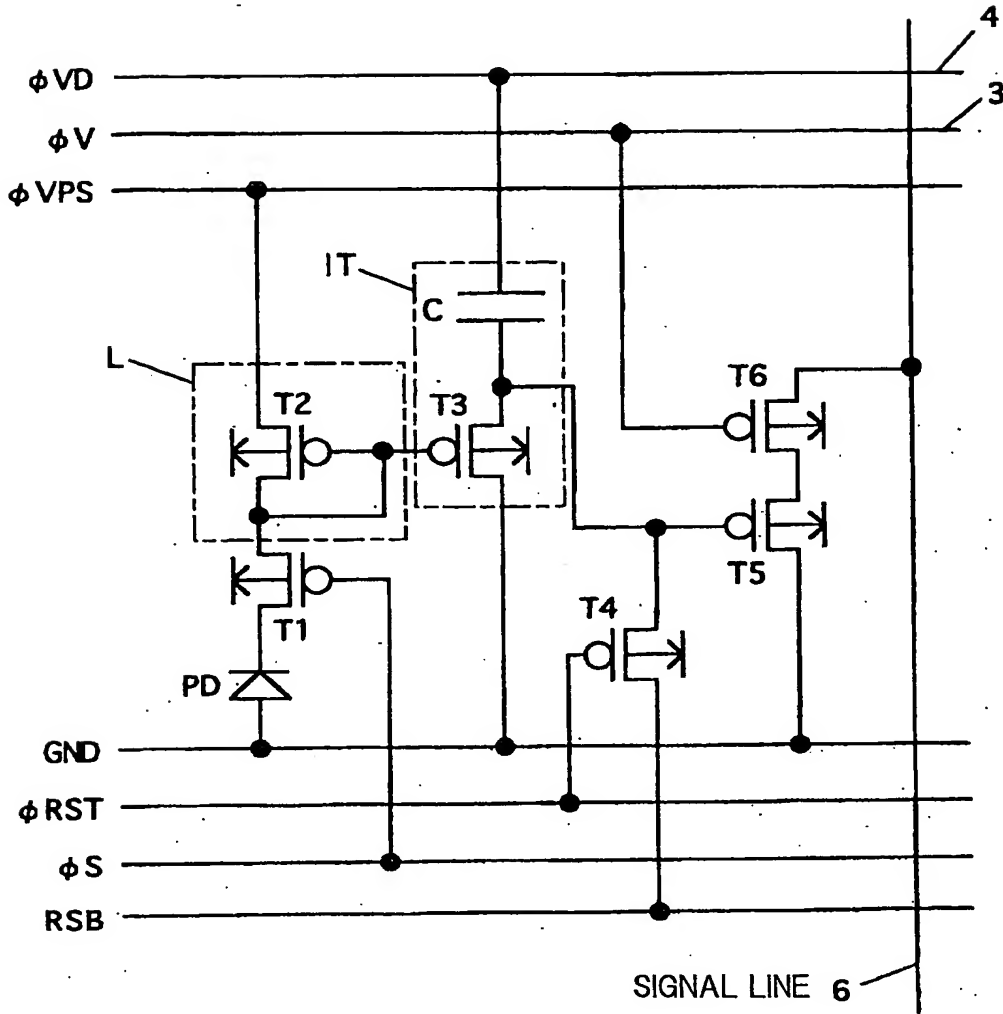 4
φVD
3
φV
φVPS
IT
C
L
T2
T3
T6
T5
T1
T4
PD
GND
φRST
φS
RSB
SIGNAL LINE 6